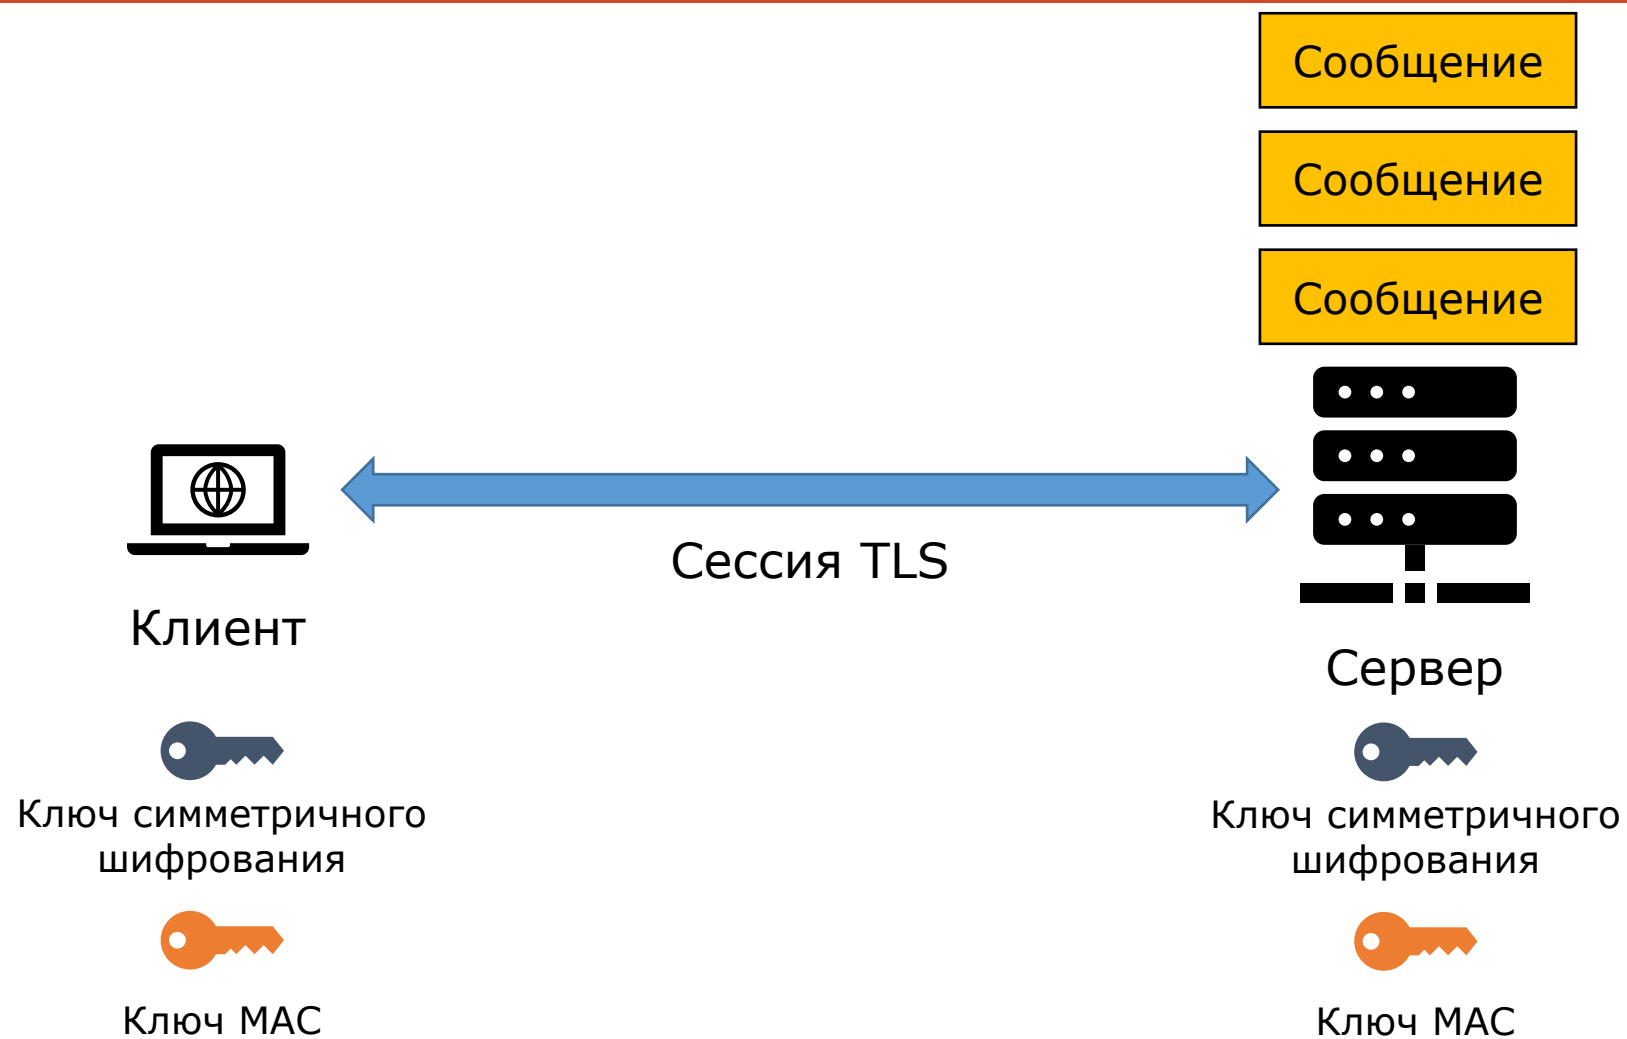 Сообщение
Сообщение
Сообщение
Сессия TLS
Клиент
Сервер
Ключ симметричного
шифрования
Ключ симметричного
шифрования
Ключ MAC
Ключ MAC